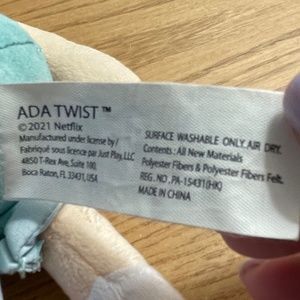 ADA TWIST ™
©2021 Netflix
Manufactured under license by /
Fabriqué sous licence par Just Play, LLC
4850 T-Rex Ave, Suite 100
Boca Raton, FL 33431, USA
SURFACE WASHABLE ONLY. AIR DRY.
Contents : All New Materials
Polyester Fibers & Polyester Fibers Felt.
REG. NO . PA-15431(HK)
MADE IN CHINA